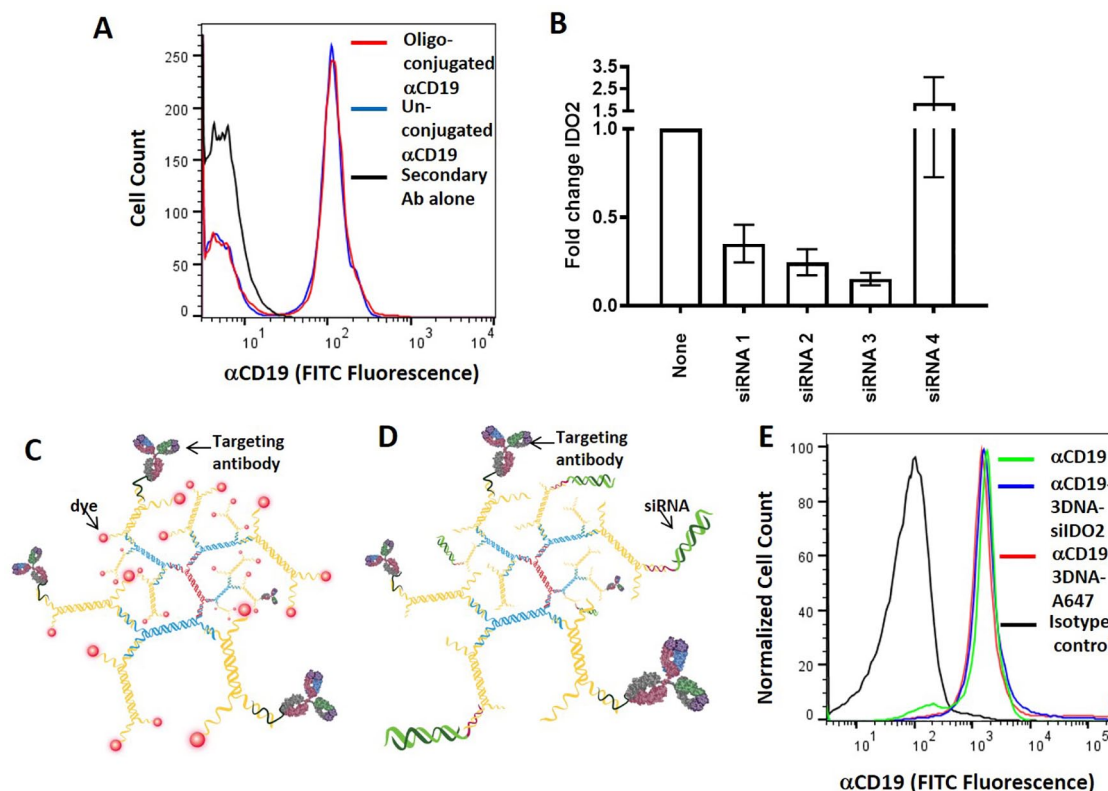 A
Cell Count
250
200
150
100
50
0
10¹
10²
10³
10⁴
αCD19 (FITC Fluorescence)
Oligo-
conjugated
αCD19
Un-
conjugated
αCD19
Secondary
Ab alone
B
Fold change IDO2
3.5
2.5
1.5
1.0
0.5
0.0
None
siRNA 1
siRNA 2
siRNA 3
siRNA 4
C
Targeting
antibody
dye
D
Targeting
antibody
siRNA
E
Normalized Cell Count
100
80
60
40
20
0
10¹
10²
10³
10⁴
10⁵
αCD19 (FITC Fluorescence)
αCD19
αCD19-
3DNA-
siIDO2
αCD19
3DNA-
A647
Isotype
contro